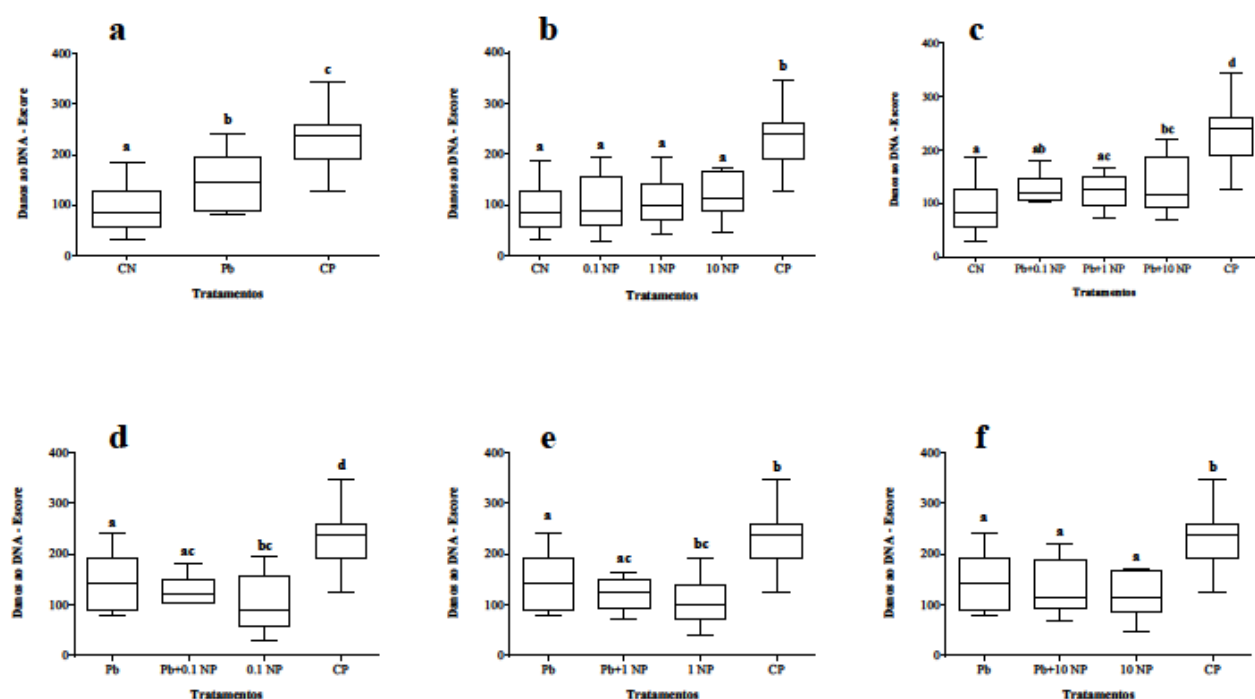 a
Danos ao DNA - Escore
400
300
200
100
0
a
b
c
CN Pb CP
Tratamentos
b
Danos ao DNA - Escore
400
300
200
100
0
a a a a b
CN 0.1 NP 1 NP 10 NP CP
Tratamentos
c
Danos ao DNA - Escore
400
300
200
100
0
a ab ac bc d
CN Pb+0.1 NP Pb+1 NP Pb+10 NP CP
Tratamentos
d
Danos ao DNA - Escore
400
300
200
100
0
a ac bc d
Pb Pb+0.1 NP 0.1 NP CP
Tratamentos
e
Danos ao DNA - Escore
400
300
200
100
0
a ac bc b
Pb Pb+1 NP 1 NP CP
Tratamentos
f
Danos ao DNA - Escore
400
300
200
100
0
a a a b
Pb Pb+10 NP 10 NP CP
Tratamentos